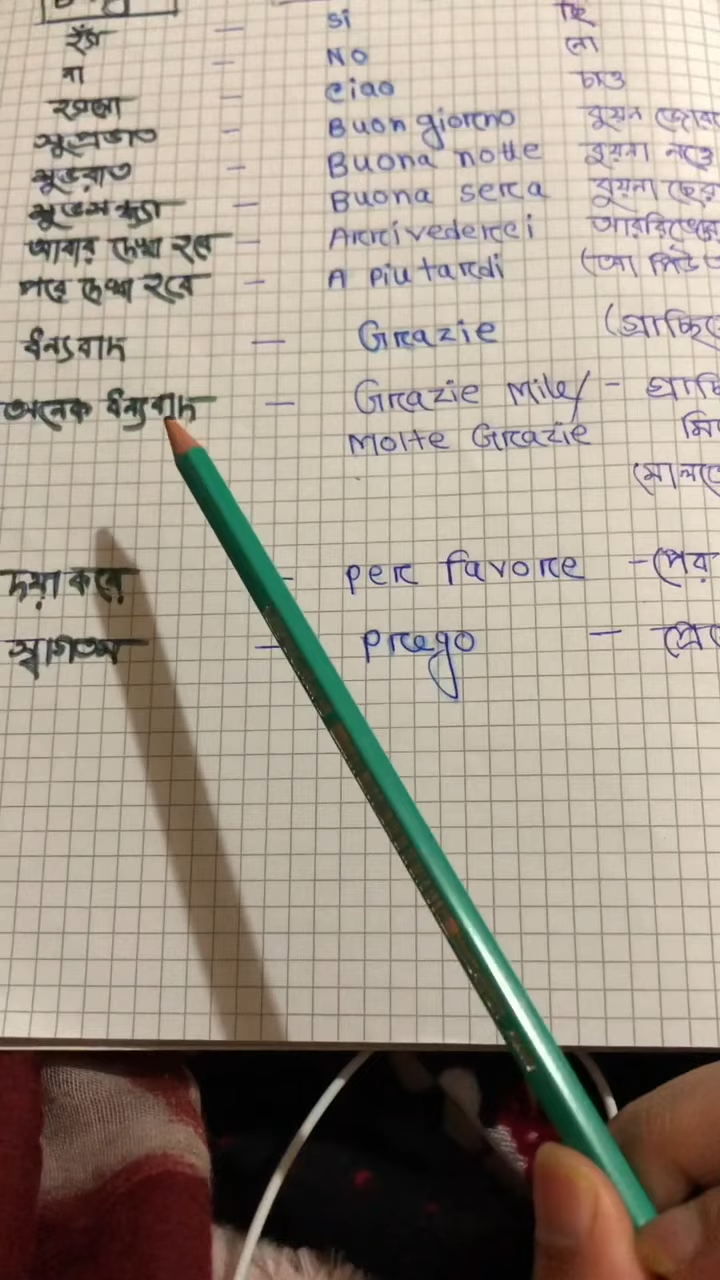 si ছি
হ্যাঁ — NO নো
না — ciao চাও
সুপ্রভাত — Buon giorno বুয়ন
শুভরাত — Buona notte বুয়না নত্তে
শুভসন্ধ্যা — Buona sera বুয়না
আবার দেখা হবে — Arrivederci
পরে দেখা হবে — A piu tardi
ধন্যবাদ — Grazie
অনেক ধন্যবাদ — Grazie Mile/ –
Molte Grazie
দয়া করে – per favore –
স্বাগতম – prego –